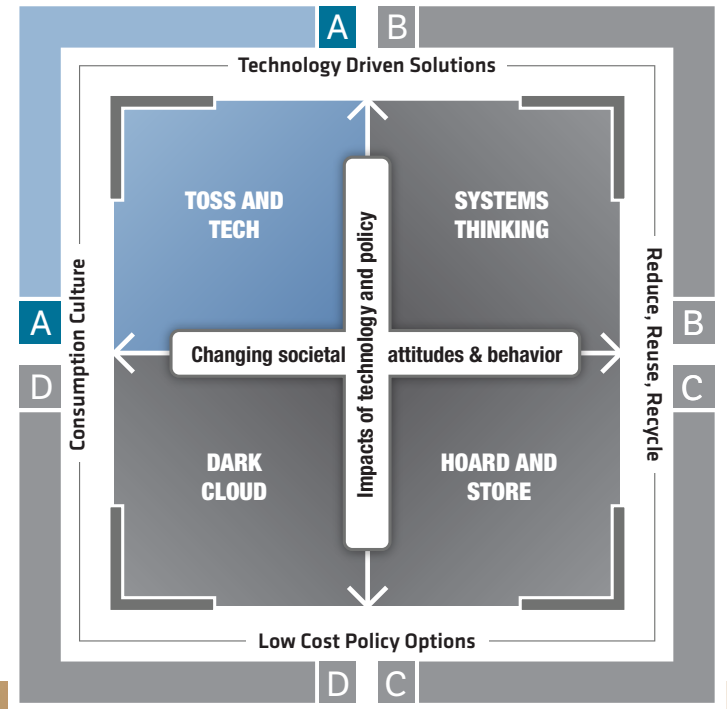 A
B
Technology Driven Solutions
TOSS AND
TECH
SYSTEMS
THINKING
Impacts of technology and policy
Consumption Culture
Reduce, Reuse, Recycle
A
B
Changing societal attitudes & behavior
D
C
DARK
CLOUD
HOARD AND
STORE
Low Cost Policy Options
D
C